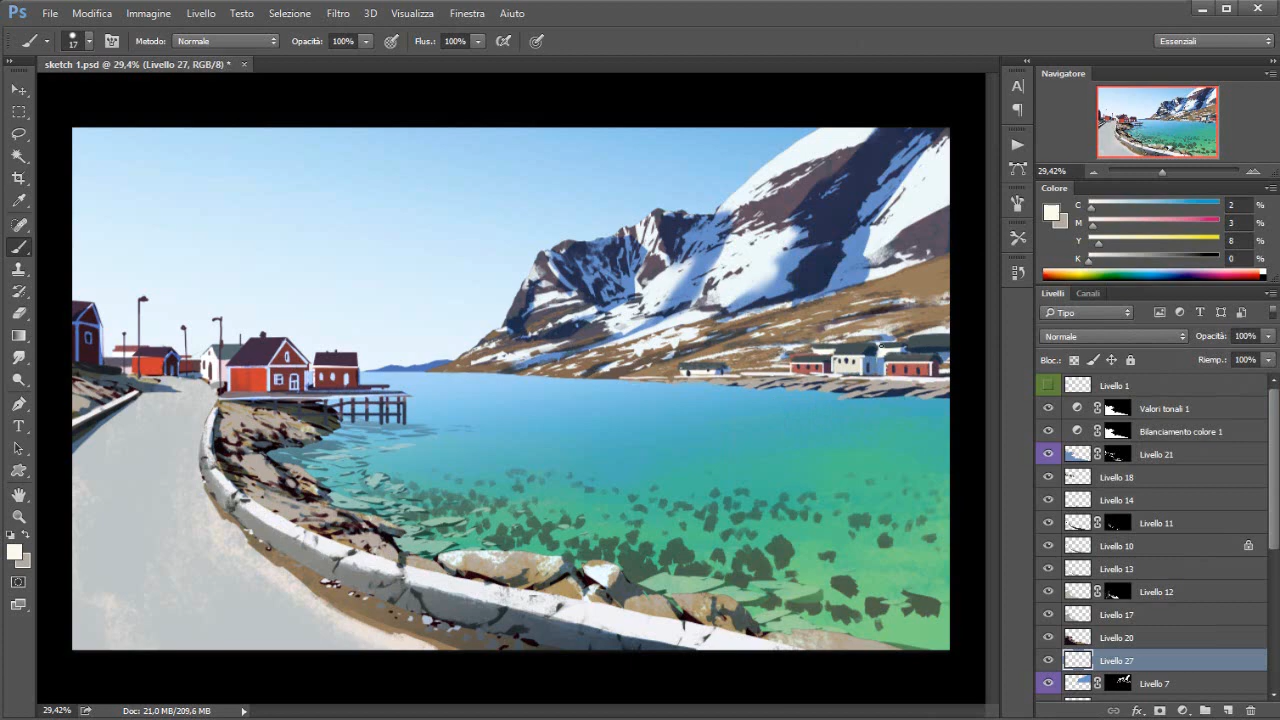 Ps File Modifica Immagine Livello Testo Selezione Filtro 3D Visualizza Finestra Aiuto
17 Metodo: Normale Opacità: 100% Flus.: 100% Essenziali
sketch 1.psd @ 29,4% (Livello 27, RGB/8) * ×
Navigatore
29,42%
Colore
C 2 %
M 3 %
Y 8 %
K 0 %
Livelli Canali
Tipo
Normale Opacità: 100%
Bloc.: Riemp.: 100%
Livello 1
Valori tonali 1
Bilanciamento colore 1
Livello 21
Livello 18
Livello 14
Livello 11
Livello 10
Livello 13
Livello 12
Livello 17
Livello 20
Livello 27
Livello 7
29,42% Doc: 21,0 MB/209,6 MB
fx